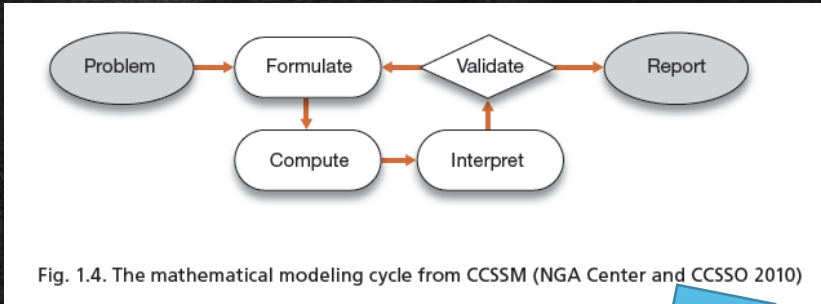 Problem
Formulate
Validate
Report
Compute
Interpret
Fig. 1.4. The mathematical modeling cycle from CCSSM (NGA Center and CCSSO 2010)